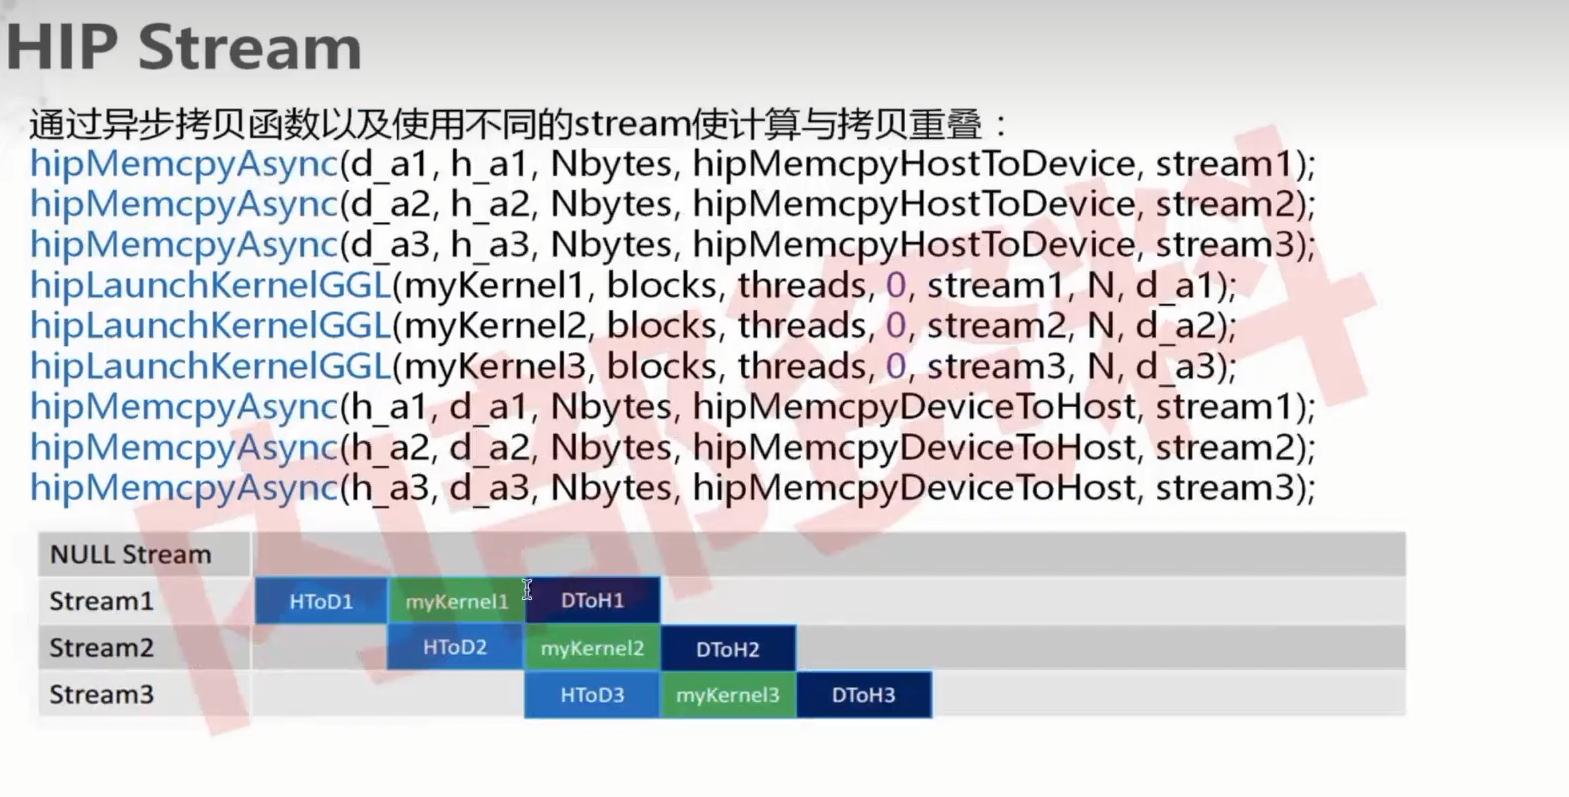 HIP Stream
通过异步拷贝函数以及使用不同的stream使计算与拷贝重叠：
hipMemcpyAsync(d_a1, h_a1, Nbytes, hipMemcpyHostToDevice, stream1);
hipMemcpyAsync(d_a2, h_a2, Nbytes, hipMemcpyHostToDevice, stream2);
hipMemcpyAsync(d_a3, h_a3, Nbytes, hipMemcpyHostToDevice, stream3);
hipLaunchKernelGGL(myKernel1, blocks, threads, 0, stream1, N, d_a1);
hipLaunchKernelGGL(myKernel2, blocks, threads, 0, stream2, N, d_a2);
hipLaunchKernelGGL(myKernel3, blocks, threads, 0, stream3, N, d_a3);
hipMemcpyAsync(h_a1, d_a1, Nbytes, hipMemcpyDeviceToHost, stream1);
hipMemcpyAsync(h_a2, d_a2, Nbytes, hipMemcpyDeviceToHost, stream2);
hipMemcpyAsync(h_a3, d_a3, Nbytes, hipMemcpyDeviceToHost, stream3);
内部资料
NULL Stream
Stream1 HToD1 myKernel1 DToH1
Stream2 HToD2 myKernel2 DToH2
Stream3 HToD3 myKernel3 DToH3